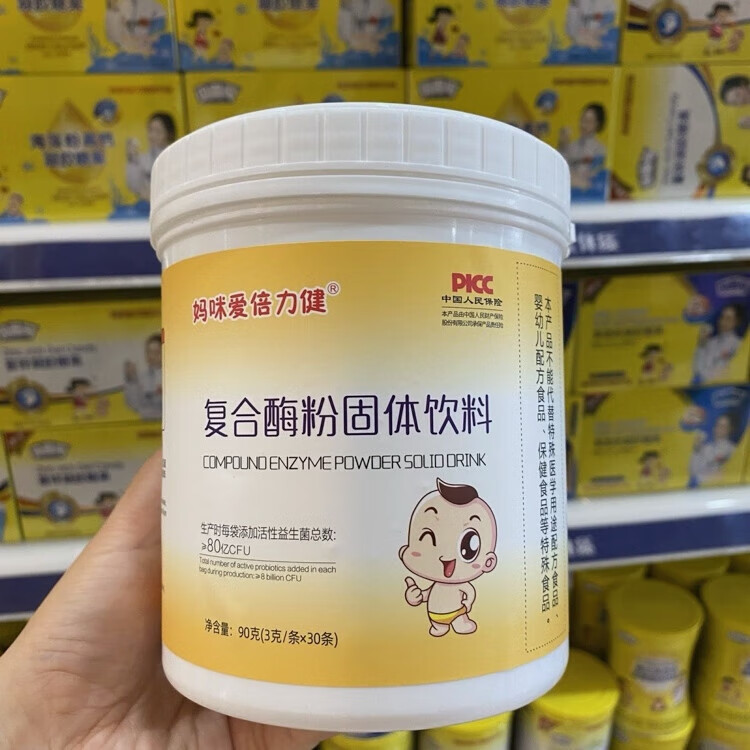 妈咪爱倍力健®
PICC
中国人民保险
本产品由中国人民财产保险
股份有限公司承保产品责任险
复合酶粉固体饮料
COMPOUND ENZYME POWDER SOLID DRINK
生产时每袋添加活性益生菌总数:
≥80亿CFU
Total number of active probiotics added in each
bag during production;≥8 billion CFU
净含量: 90克(3克/条×30条)
本产品不能代替特殊医学用途配方食品、
婴幼儿配方食品、保健食品等特殊食品。